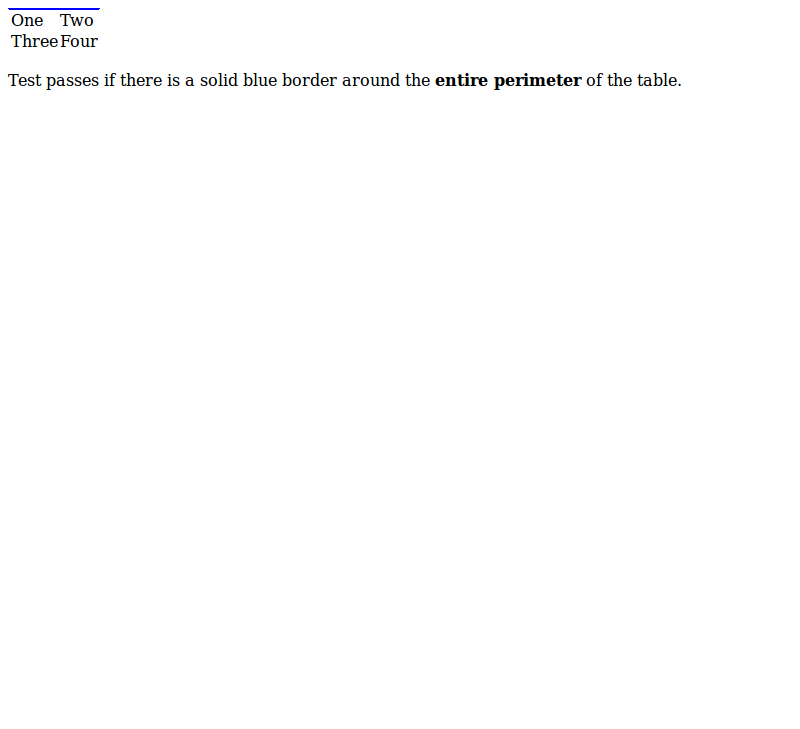 One Two
Three Four
Test passes if there is a solid blue border around the entire perimeter of the table.